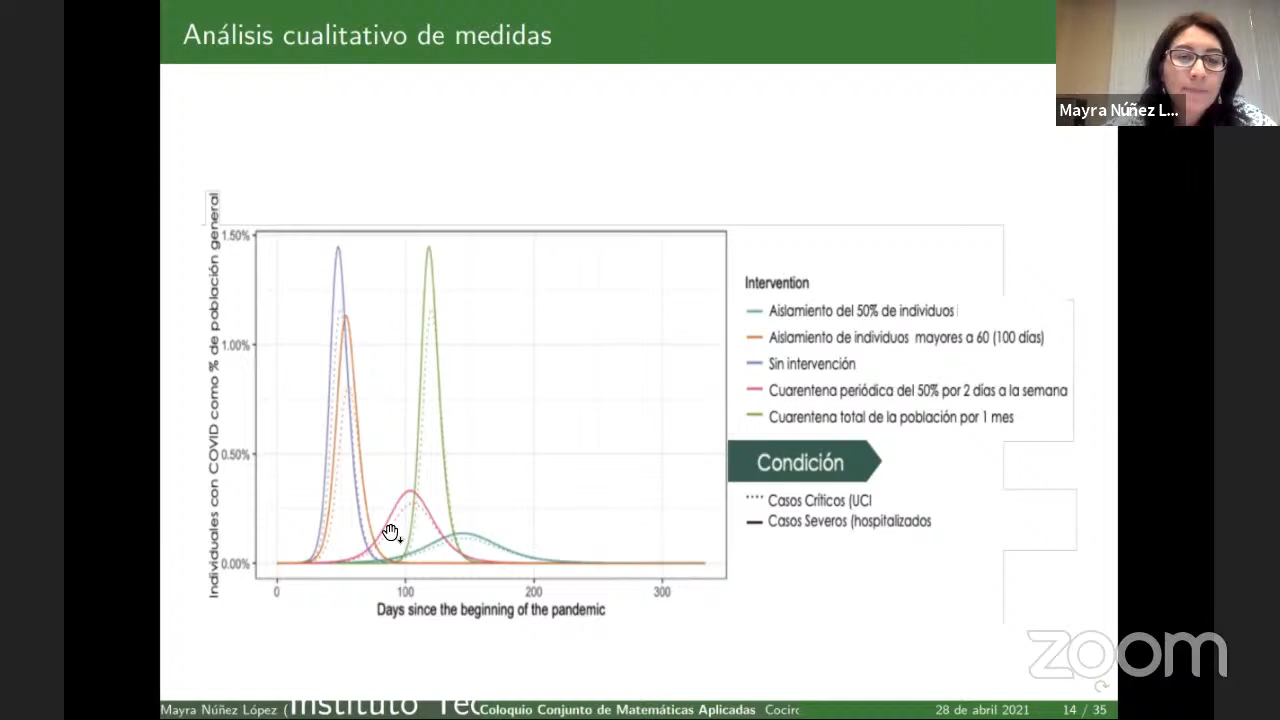 Análisis cualitativo de medidas
Mayra Núñez L...
Individuales con COVID como % de población general
1.50%
1.00%
0.50%
0.00%
0
100
200
300
Days since the beginning of the pandemic
Intervention
Aislamiento del 50% de individuos
Aislamiento de individuos mayores a 60 (100 días)
Sin intervención
Cuarentena periódica del 50% por 2 días a la semana
Cuarentena total de la población por 1 mes
Condición
Casos Críticos (UCI
Casos Severos (hospitalizados
zoom
Mayra Núñez López (Instituto Tec Coloquio Conjunto de Matemáticas Aplicadas Cocirc 28 de abril 2021 14 / 35